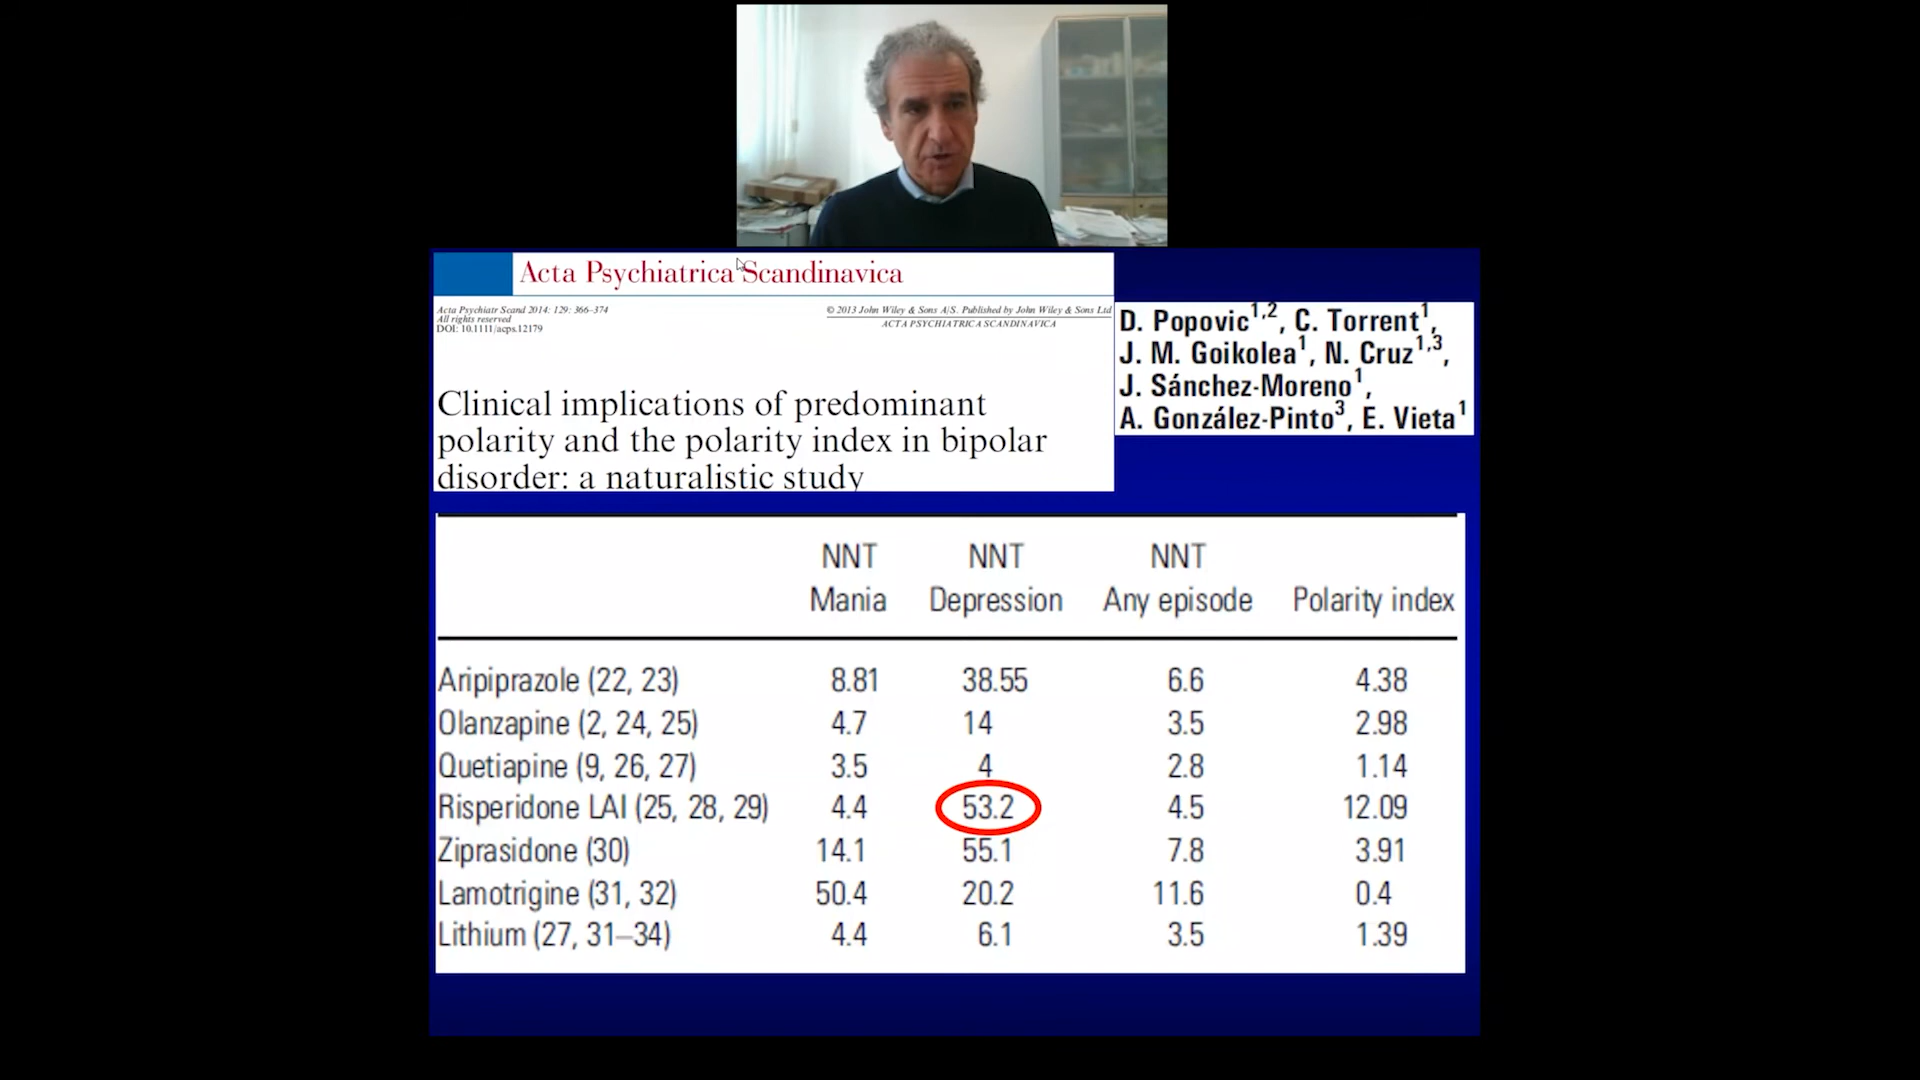 Acta Psychiatrica Scandinavica
Acta Psychiatr Scand 2014: 129: 366–374
All rights reserved
DOI: 10.1111/acps.12179
© 2013 John Wiley & Sons A/S. Published by John Wiley & Sons Ltd
ACTA PSYCHIATRICA SCANDINAVICA
Clinical implications of predominant
polarity and the polarity index in bipolar
disorder: a naturalistic study
D. Popovic1,2, C. Torrent1,
J. M. Goikolea1, N. Cruz1,3,
J. Sánchez-Moreno1,
A. González-Pinto3, E. Vieta1
NNT Mania NNT Depression NNT Any episode Polarity index
Aripiprazole (22, 23) 8.81 38.55 6.6 4.38
Olanzapine (2, 24, 25) 4.7 14 3.5 2.98
Quetiapine (9, 26, 27) 3.5 4 2.8 1.14
Risperidone LAI (25, 28, 29) 4.4 53.2 4.5 12.09
Ziprasidone (30) 14.1 55.1 7.8 3.91
Lamotrigine (31, 32) 50.4 20.2 11.6 0.4
Lithium (27, 31–34) 4.4 6.1 3.5 1.39